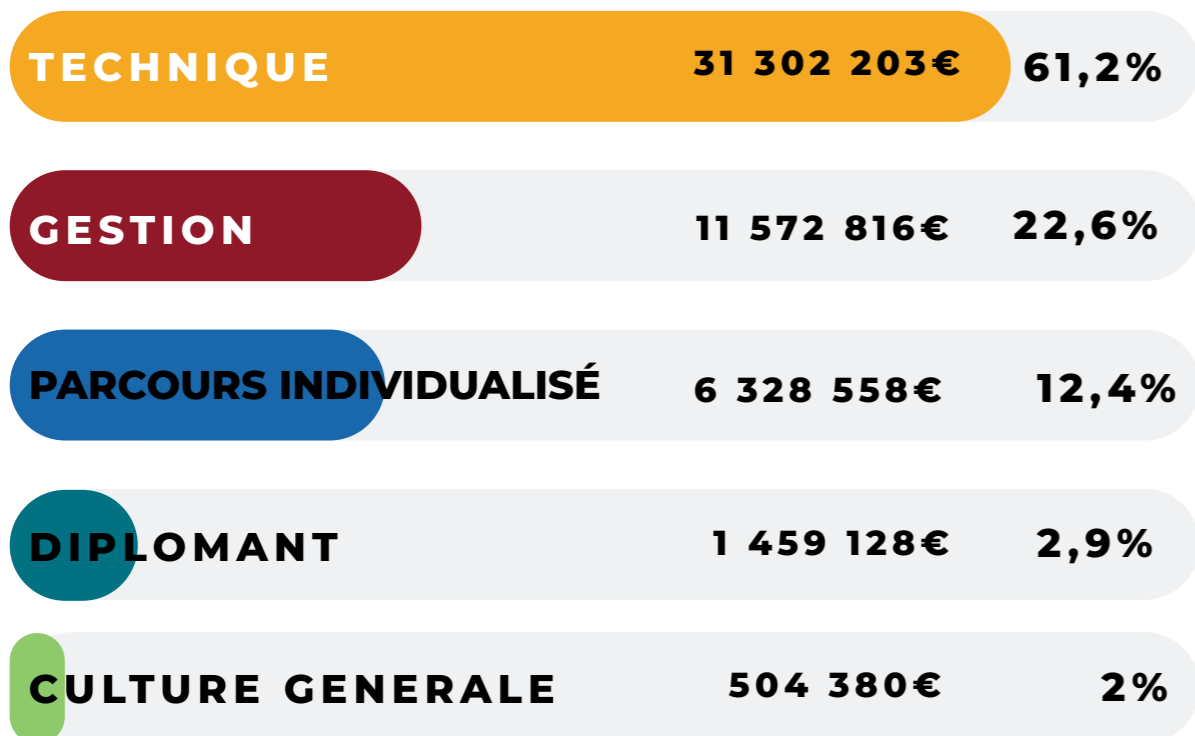 TECHNIQUE 31 302 203€ 61,2%
GESTION 11 572 816€ 22,6%
PARCOURS INDIVIDUALISÉ 6 328 558€ 12,4%
DIPLOMANT 1 459 128€ 2,9%
CULTURE GENERALE 504 380€ 2%